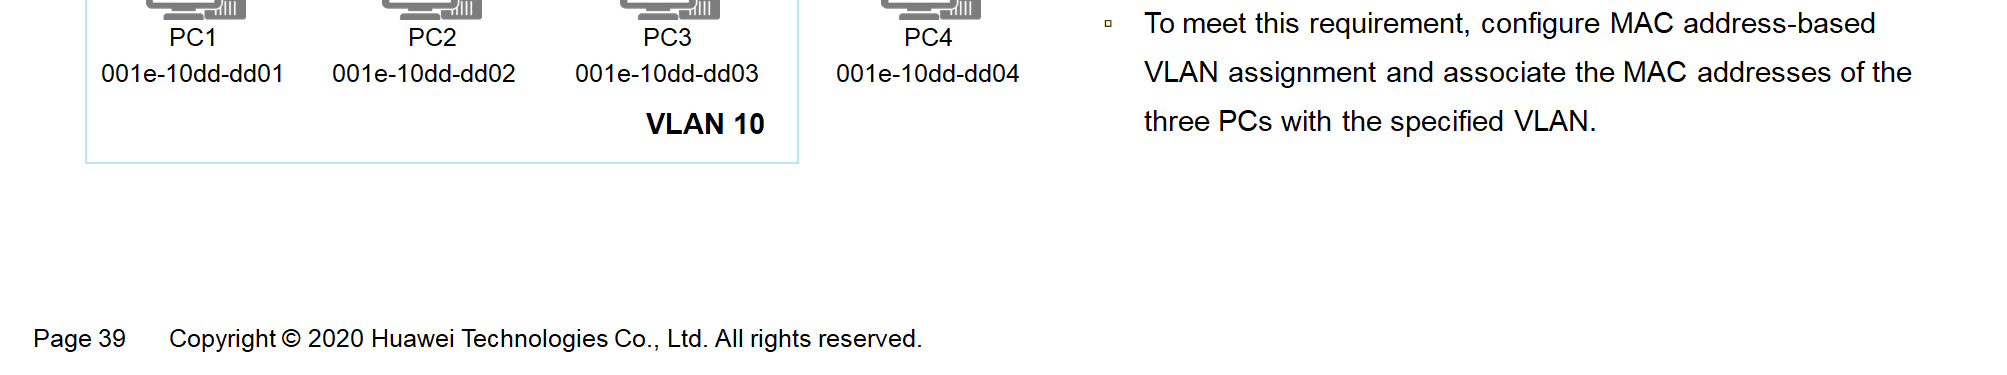 PC1
PC2
PC3
PC4
001e-10dd-dd01
001e-10dd-dd02
001e-10dd-dd03
001e-10dd-dd04
VLAN 10
▫ To meet this requirement, configure MAC address-based
VLAN assignment and associate the MAC addresses of the
three PCs with the specified VLAN.
Page 39 Copyright © 2020 Huawei Technologies Co., Ltd. All rights reserved.